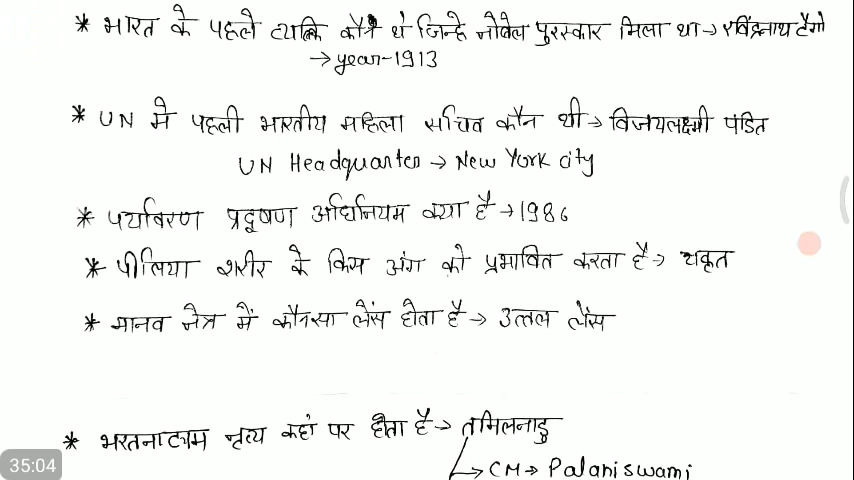 * भारत के पहले व्यक्ति कौन थे जिन्हे नोबेल पुरस्कार मिला था → रविंद्रनाथ टैगो
→ year-1913
* UN मे पहली भारतीय महिला सचिव कौन थी → विजयलक्ष्मी पंडित
UN Headquarter → New York city
* पर्यावरण प्रदूषण अधिनियम क्या है → 1986
* पीलिया शरीर के किस अंग को प्रभावित करता है → यकृत
* मानव नेत्र में कौनसा लेंस होता है → उत्तल लेंस
* भरतनाट्यम नृत्य कहां पर होता है → तमिलनाडु
→ CM → Palaniswami
35:04